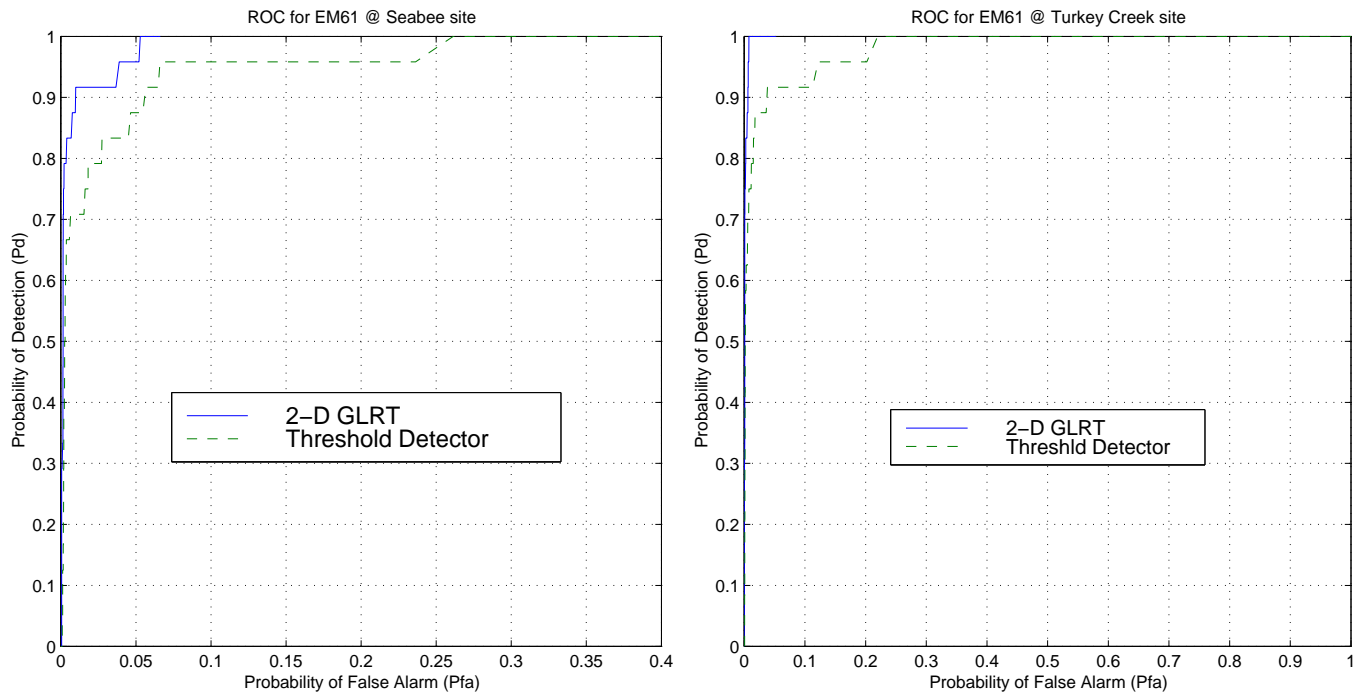 ROC for EM61 @ Seabee site
1
0.9
0.8
0.7
0.6
0.5
0.4
0.3
0.2
0.1
0
Probability of Detection (Pd)
2−D GLRT
Threshold Detector
0 0.05 0.1 0.15 0.2 0.25 0.3 0.35 0.4
Probability of False Alarm (Pfa)
ROC for EM61 @ Turkey Creek site
1
0.9
0.8
0.7
0.6
0.5
0.4
0.3
0.2
0.1
0
Probability of Detection (Pd)
2−D GLRT
Threshld Detector
0 0.1 0.2 0.3 0.4 0.5 0.6 0.7 0.8 0.9 1
Probability of False Alarm (Pfa)